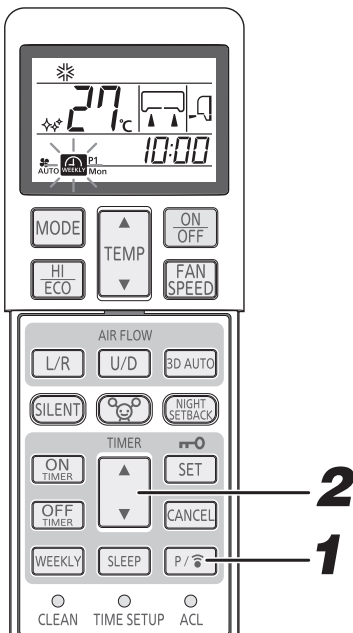 27°C
10:00
AUTO WEEKLY P1 Mon
MODE
TEMP
ON OFF
HI ECO
FAN SPEED
AIR FLOW
L/R
U/D
3D AUTO
SILENT
NIGHT SETBACK
TIMER
ON TIMER
SET
OFF TIMER
CANCEL
2
WEEKLY
SLEEP
P/
1
CLEAN
TIME SETUP
ACL